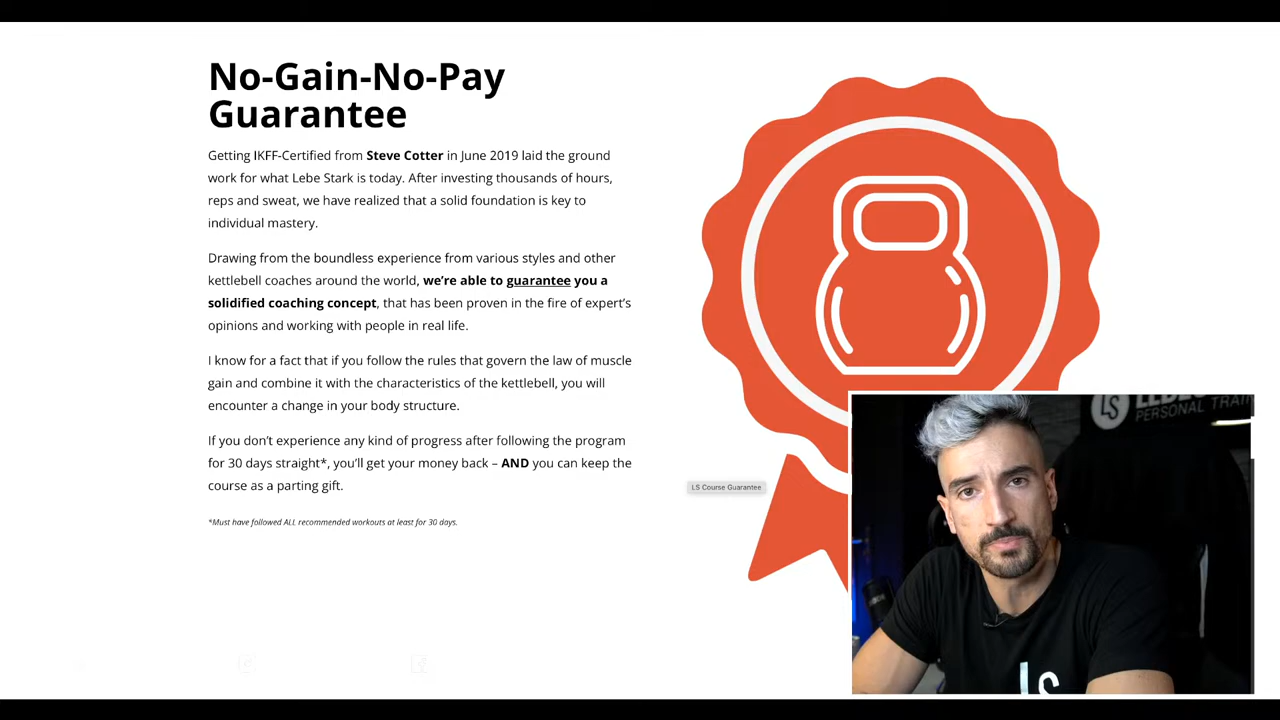 No-Gain-No-Pay
Guarantee
Getting IKFF-Certified from Steve Cotter in June 2019 laid the ground
work for what Lebe Stark is today. After investing thousands of hours,
reps and sweat, we have realized that a solid foundation is key to
individual mastery.
Drawing from the boundless experience from various styles and other
kettlebell coaches around the world, we’re able to guarantee you a
solidified coaching concept, that has been proven in the fire of expert’s
opinions and working with people in real life.
I know for a fact that if you follow the rules that govern the law of muscle
gain and combine it with the characteristics of the kettlebell, you will
encounter a change in your body structure.
If you don’t experience any kind of progress after following the program
for 30 days straight*, you’ll get your money back – AND you can keep the
course as a parting gift.
*Must have followed ALL recommended workouts at least for 30 days.
LS Course Guarantee
LS
PERSONAL TRAI
LS